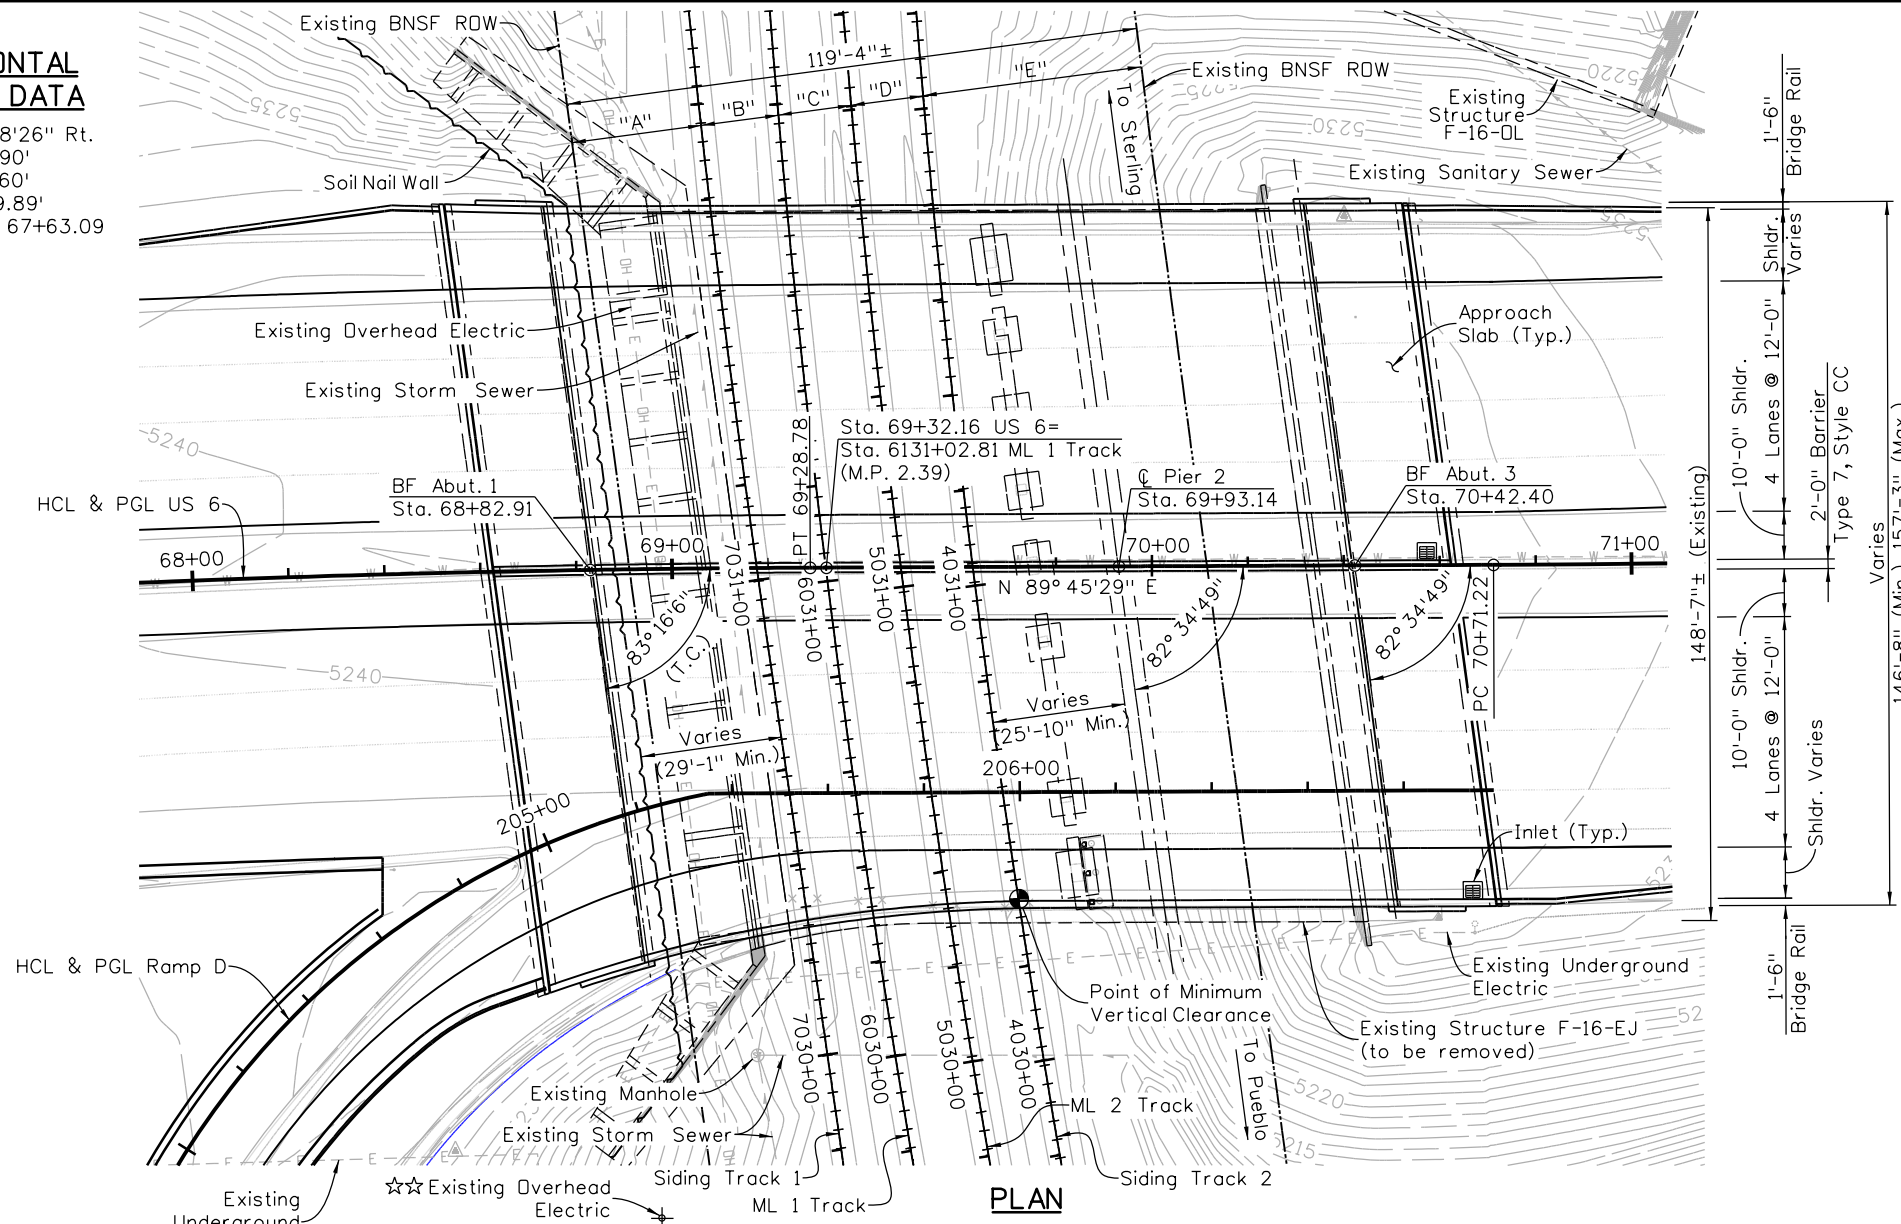 ONTAL
DATA
8'26" Rt.
90'
60'
9.89'
67+63.09
Existing BNSF ROW
119'-4"±
"A"
"B"
"C"
"D"
"E"
Existing BNSF ROW
To Sterling
Existing
Structure
F-16-OL
5220
5225
5230
5235
5235
Existing Sanitary Sewer
Soil Nail Wall
1'-6"
Bridge Rail
Shldr.
Varies
Existing Overhead Electric
Existing Storm Sewer
Approach
Slab (Typ.)
5240
HCL & PGL US 6
BF Abut. 1
Sta. 68+82.91
PT 69+28.78
Sta. 69+32.16 US 6=
Sta. 6131+02.81 ML 1 Track
(M.P. 2.39)
℄ Pier 2
Sta. 69+93.14
BF Abut. 3
Sta. 70+42.40
68+00
69+00
70+00
71+00
7031+00
6031+00
5031+00
4031+00
N 89° 45'29" E
83° 16'6"
(T.C.)
82° 34'49"
82° 34'49"
PC 70+71.22
10'-0" Shldr.
4 Lanes @ 12'-0"
2'-0" Barrier
Type 7, Style CC
148'-7"± (Existing)
Varies
146'-8" (Min.) 157'-3" (Max.)
10'-0" Shldr.
4 Lanes @ 12'-0"
Shldr. Varies
5240
Varies
(29'-1" Min.)
Varies
(25'-10" Min.)
205+00
206+00
Inlet (Typ.)
HCL & PGL Ramp D
Existing Underground
Electric
1'-6"
Bridge Rail
Point of Minimum
Vertical Clearance
Existing Structure F-16-EJ
(to be removed)
7030+00
6030+00
5030+00
4030+00
To Pueblo
5220
5215
Existing Manhole
Existing Storm Sewer
ML 2 Track
Siding Track 1
Siding Track 2
ML 1 Track
☆☆ Existing Overhead
Electric
Existing
Underground
PLAN